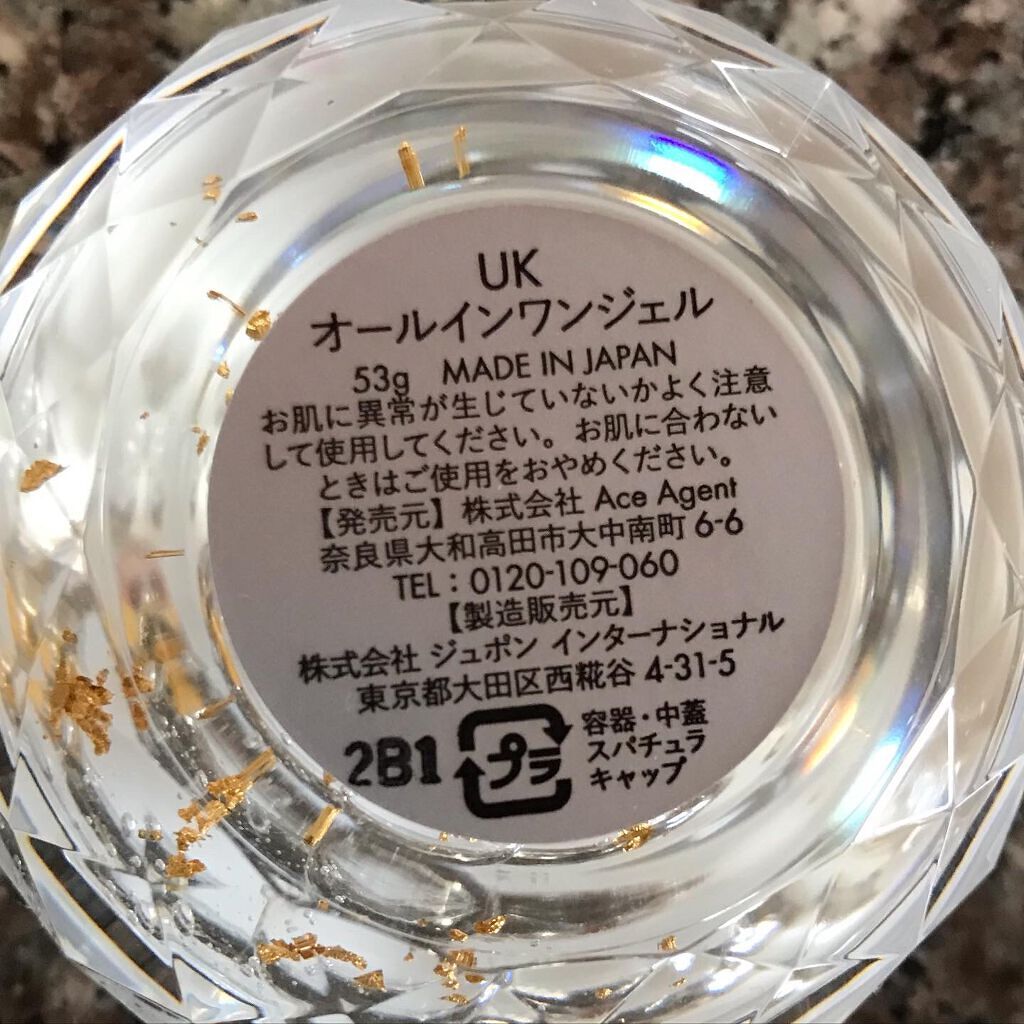 UK
オールインワンジェル
53g MADE IN JAPAN
お肌に異常が生じていないかよく注意
して使用してください。お肌に合わない
ときはご使用をおやめください。
【発売元】株式会社 Ace Agent
奈良県大和高田市大中南町 6-6
TEL：0120-109-060
【製造販売元】
株式会社 ジュポン インターナショナル
東京都大田区西糀谷 4-31-5
2B1 プラ 容器・中蓋
スパチュラ
キャップ